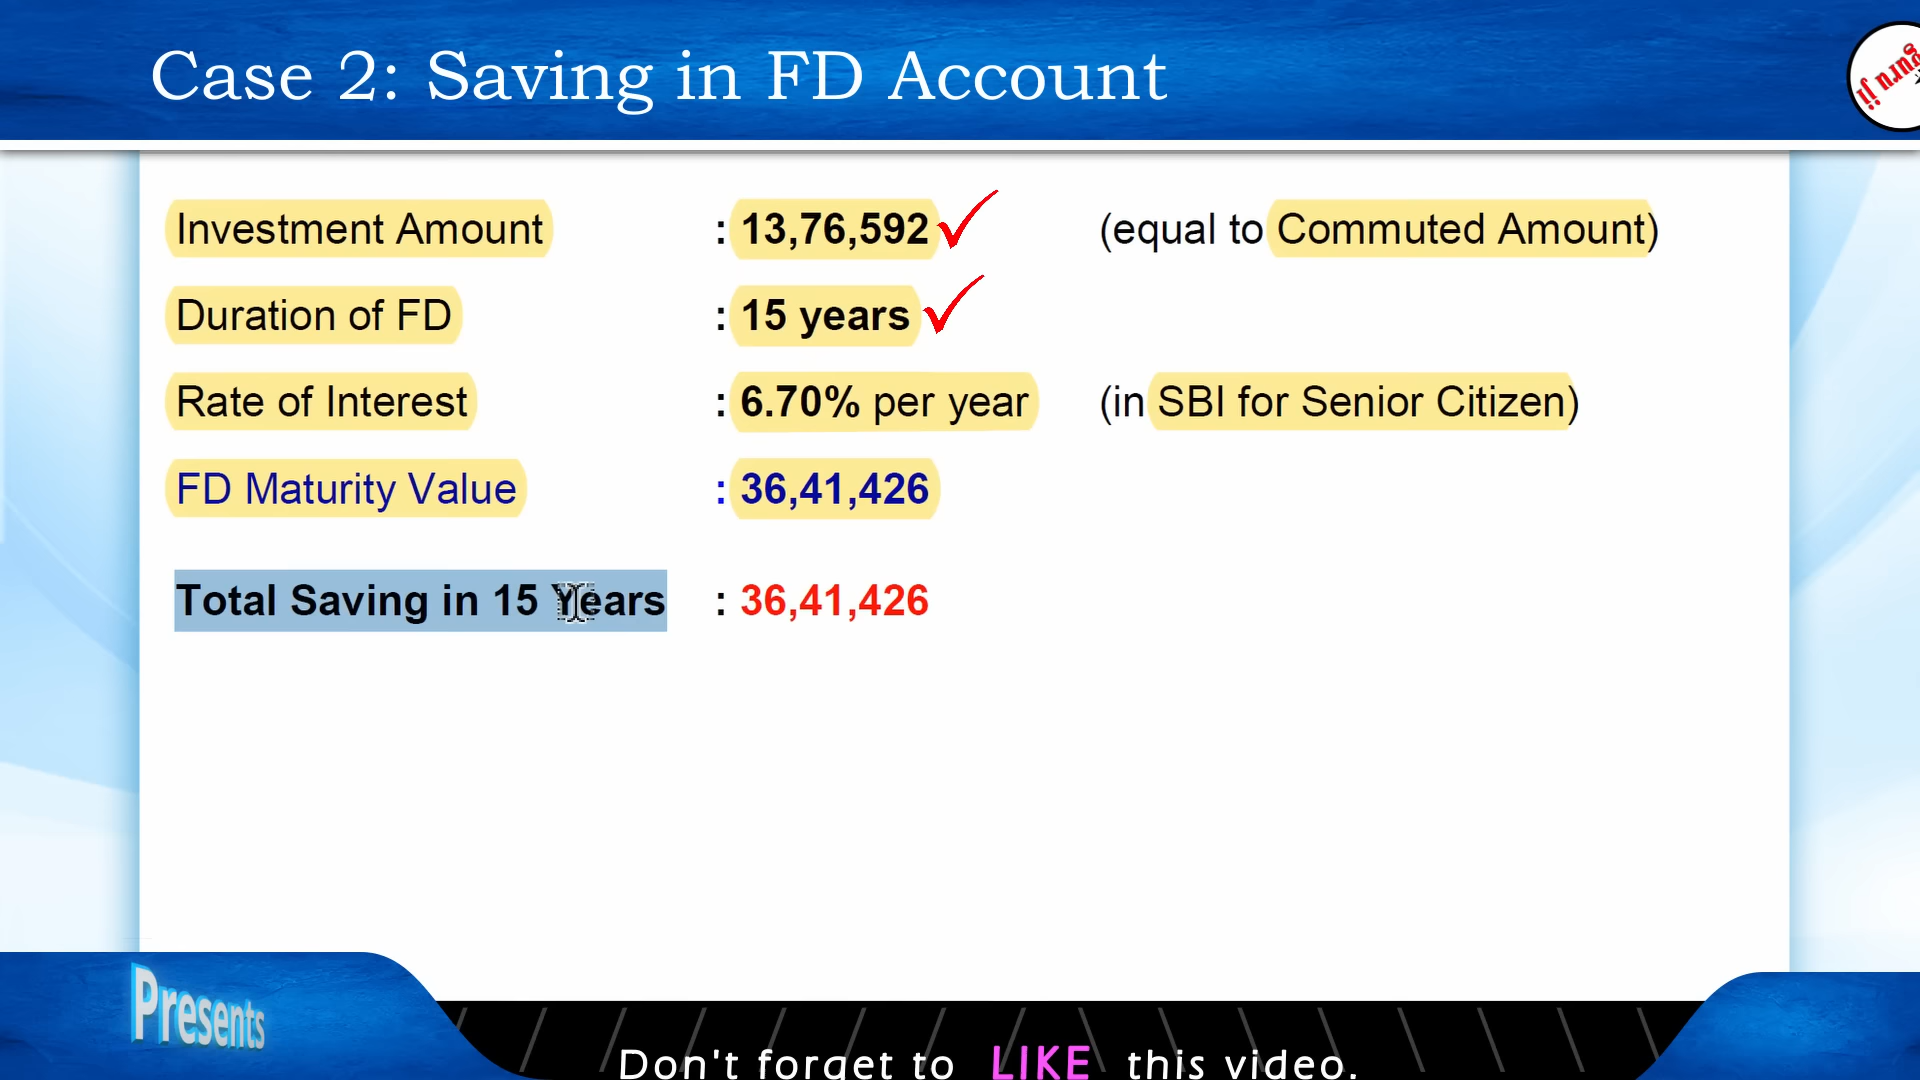 Case 2: Saving in FD Account
guru ji
Investment Amount : 13,76,592 (equal to Commuted Amount)
Duration of FD : 15 years
Rate of Interest : 6.70% per year (in SBI for Senior Citizen)
FD Maturity Value : 36,41,426
Total Saving in 15 Years : 36,41,426
Presents
Don't forget to LIKE this video.